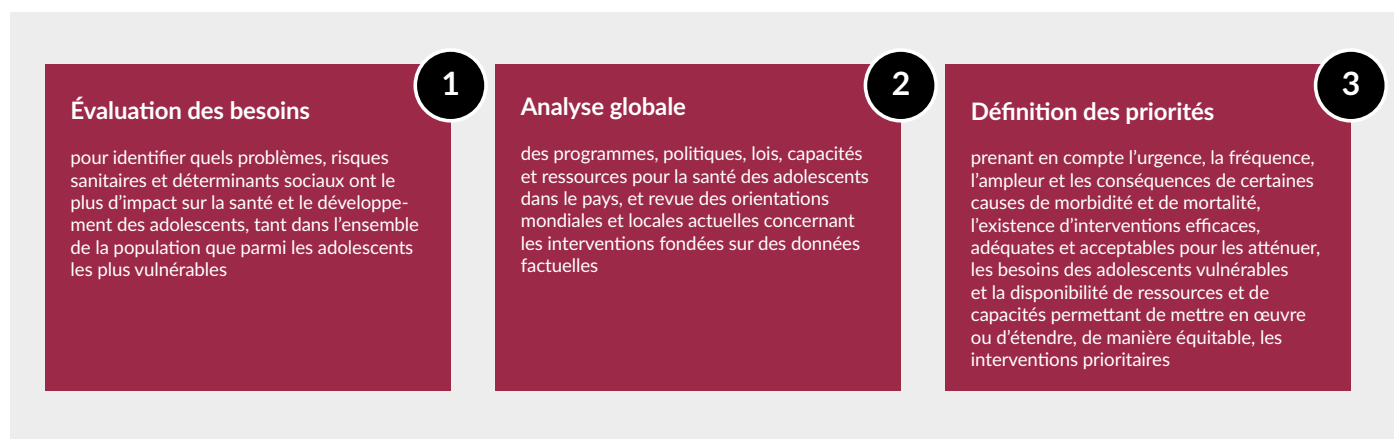 1
Évaluation des besoins
pour identifier quels problèmes, risques
sanitaires et déterminants sociaux ont le
plus d'impact sur la santé et le développe-
ment des adolescents, tant dans l'ensemble
de la population que parmi les adolescents
les plus vulnérables
2
Analyse globale
des programmes, politiques, lois, capacités
et ressources pour la santé des adolescents
dans le pays, et revue des orientations
mondiales et locales actuelles concernant
les interventions fondées sur des données
factuelles
3
Définition des priorités
prenant en compte l'urgence, la fréquence,
l'ampleur et les conséquences de certaines
causes de morbidité et de mortalité,
l'existence d'interventions efficaces,
adéquates et acceptables pour les atténuer,
les besoins des adolescents vulnérables
et la disponibilité de ressources et de
capacités permettant de mettre en œuvre
ou d'étendre, de manière équitable, les
interventions prioritaires